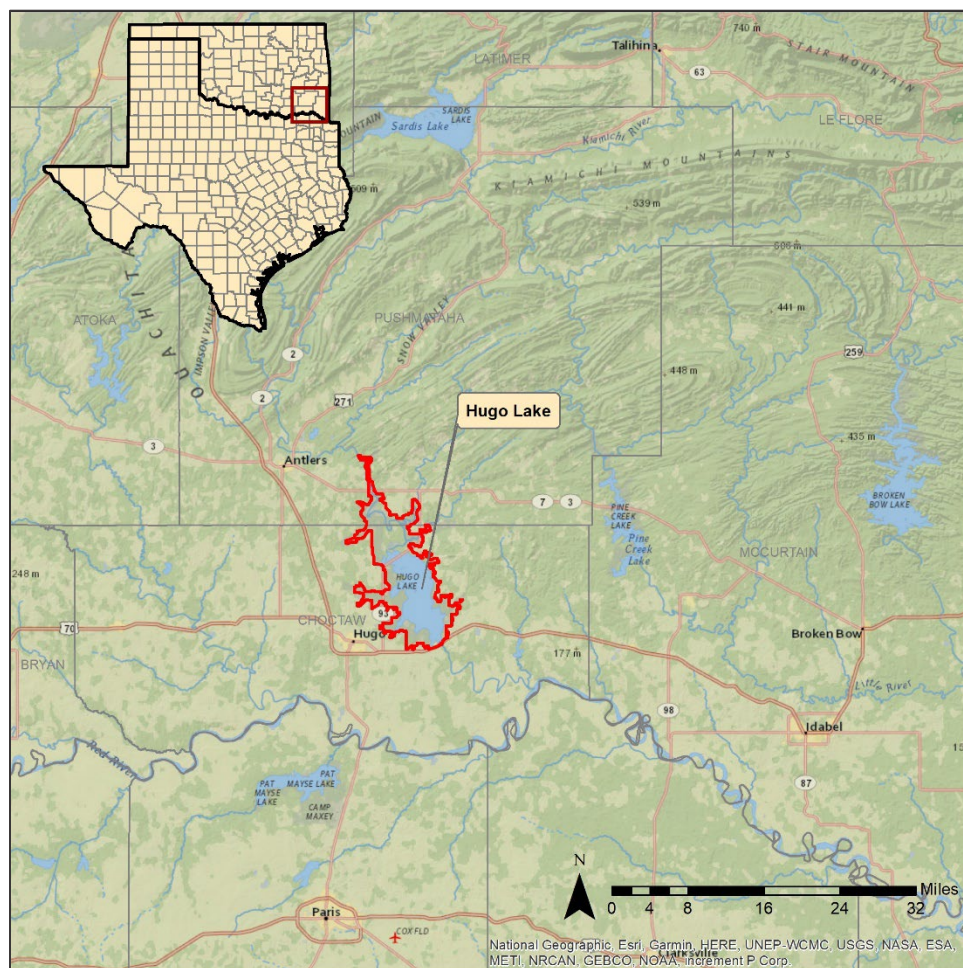 740 m
STAIR MOUNTAIN
Talihina
LATIMER
63
SARDIS
LAKE
Sardis Lake
Kiamichi River
LE FLORE
MOUNTAIN
KIAMICHI MOUNTAINS
609 m
539 m
506 m
OUACHITA
ATOKA
IMPSON VALLEY
PUSHMATAHA
SNOW VALLEY
441 m
2
259
448 m
2
271
Hugo Lake
435 m
3
Antlers
7
3
BROKEN
BOW LAKE
PINE
CREEK
LAKE
Pine
Creek
Lake
MCCURTAIN
248 m
HUGO
LAKE
93
CHOCTAW
70
Hugo
Broken Bow
177 m
BRYAN
Little River
98
Idabel
Red River
PAT
MAYSE LAKE
PAT
MAYSE
LAKE
CAMP
MAXEY
87
N
Miles
0 4 8 16 24 32
Paris
COX FLD
Clarksville
National Geographic, Esri, Garmin, HERE, UNEP-WCMC, USGS, NASA, ESA,
METI, NRCAN, GEBCO, NOAA, increment P Corp.